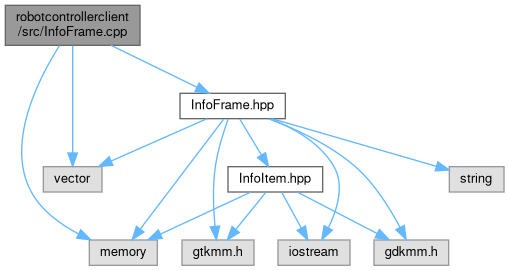 robotcontrollerclient
/src/InfoFrame.cpp
InfoFrame.hpp
vector
InfoItem.hpp
string
memory
gtkmm.h
iostream
gdkmm.h